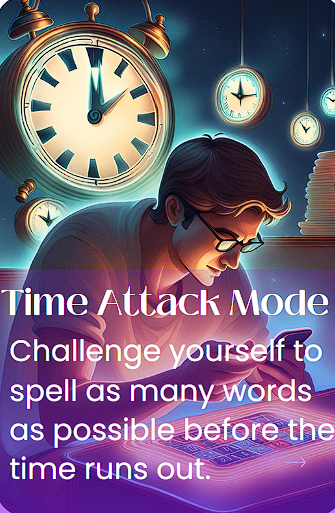 Time Attack Mode
Challenge yourself to
spell as many words
as possible before the
time runs out.